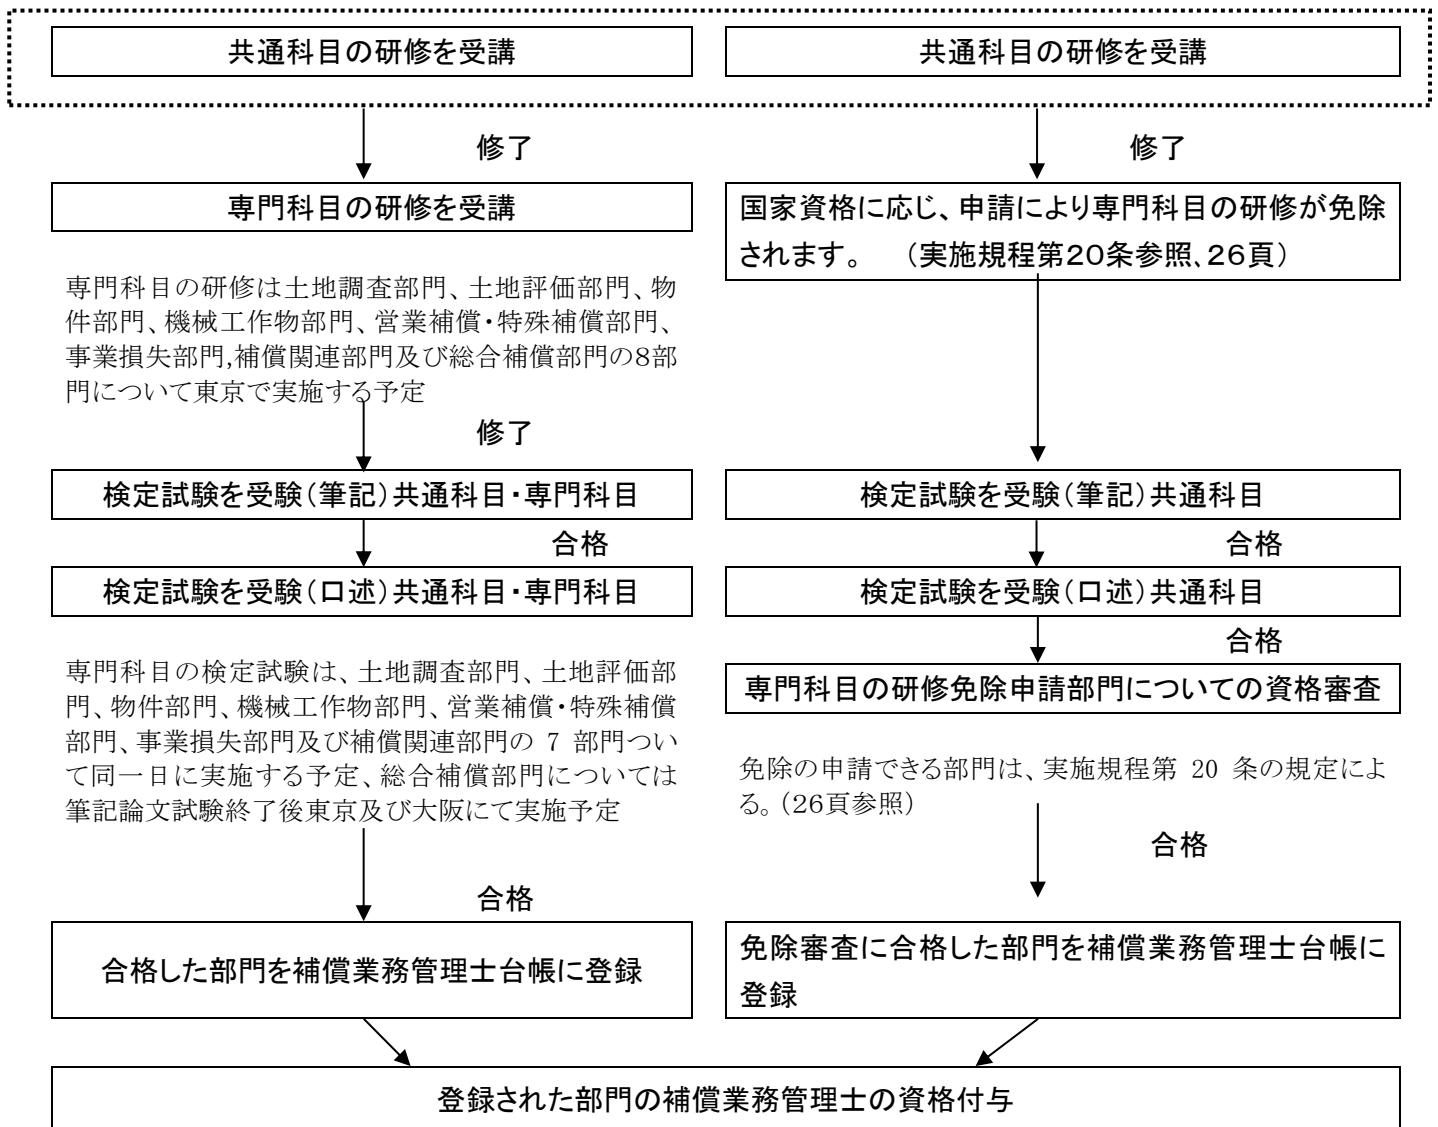 共通科目の研修を受講
共通科目の研修を受講
修了
修了
専門科目の研修を受講
国家資格に応じ、申請により専門科目の研修が免除
されます。　（実施規程第２０条参照、２６頁）
専門科目の研修は土地調査部門、土地評価部門、物
件部門、機械工作物部門、営業補償・特殊補償部門、
事業損失部門,補償関連部門及び総合補償部門の８部
門について東京で実施する予定
修了
検定試験を受験（筆記）共通科目・専門科目
検定試験を受験（筆記）共通科目
合格
合格
検定試験を受験（口述）共通科目・専門科目
検定試験を受験（口述）共通科目
合格
専門科目の検定試験は、土地調査部門、土地評価部
門、物件部門、機械工作物部門、営業補償・特殊補償
部門、事業損失部門及び補償関連部門の 7 部門つい
て同一日に実施する予定、総合補償部門については
筆記論文試験終了後東京及び大阪にて実施予定
専門科目の研修免除申請部門についての資格審査
免除の申請できる部門は、実施規程第 20 条の規定によ
る。（２６頁参照）
合格
合格
合格した部門を補償業務管理士台帳に登録
免除審査に合格した部門を補償業務管理士台帳に
登録
登録された部門の補償業務管理士の資格付与